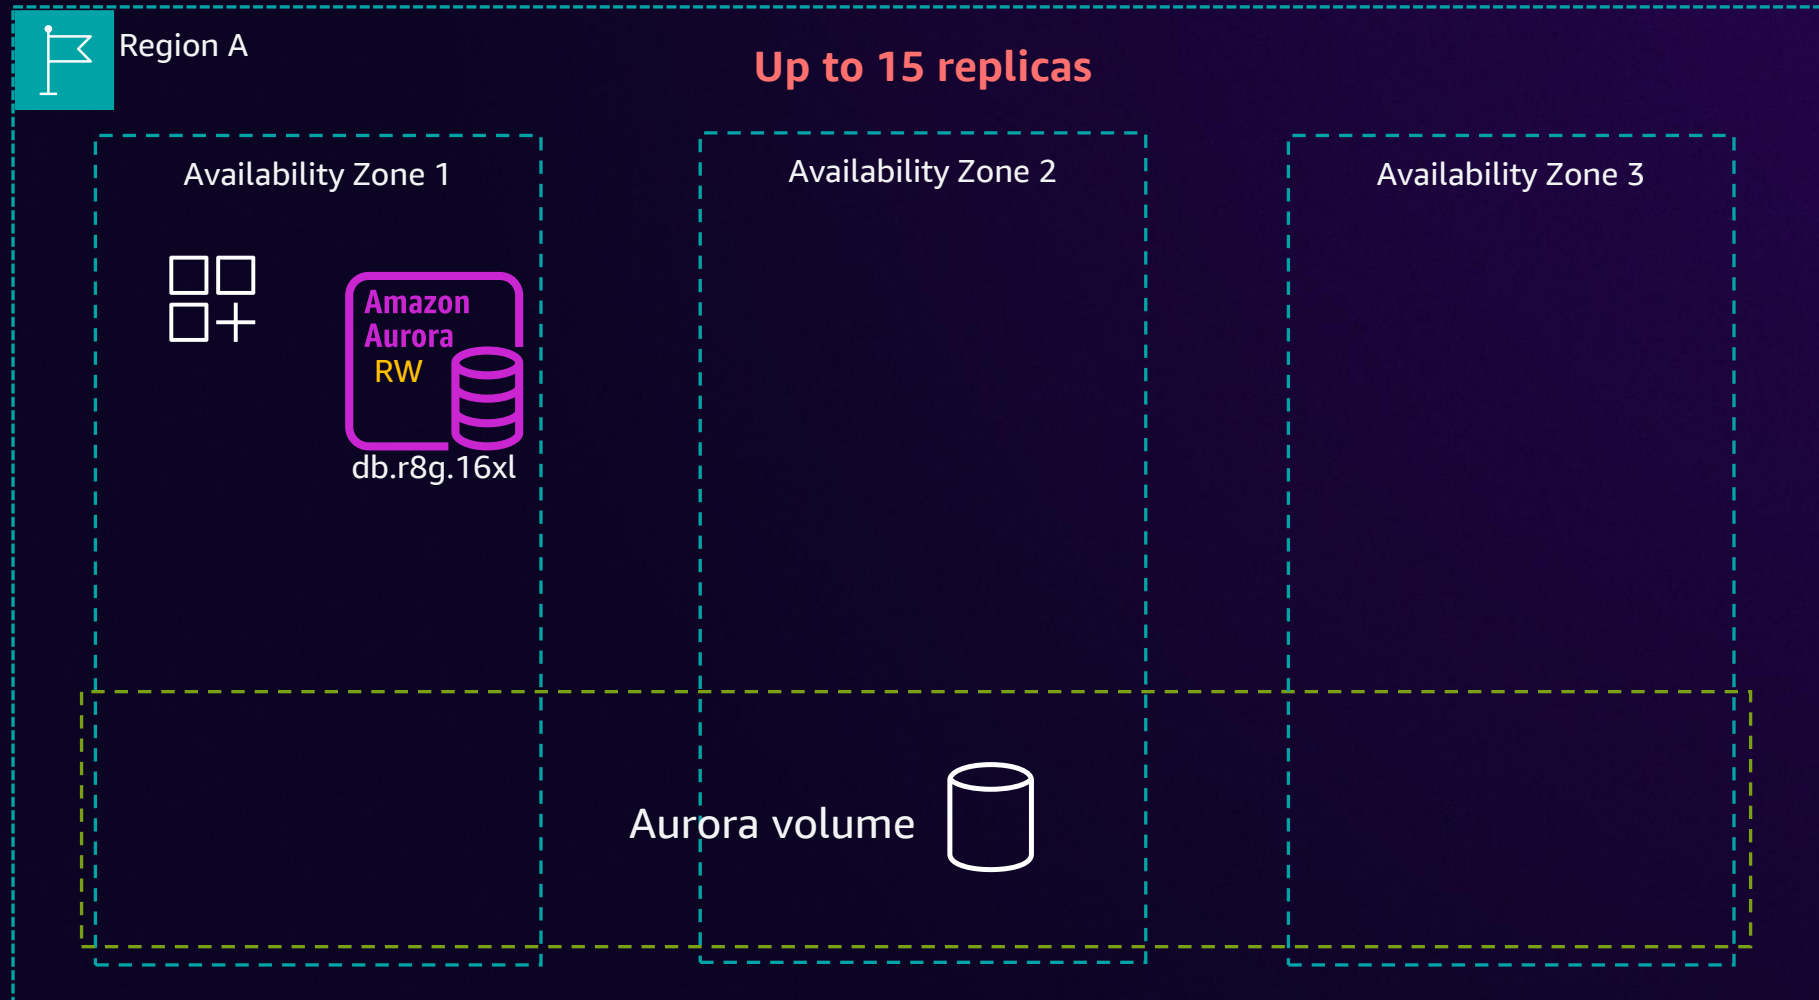 Region A
Up to 15 replicas
Availability Zone 1
Availability Zone 2
Availability Zone 3
Amazon
Aurora
RW
db.r8g.16xl
Aurora volume